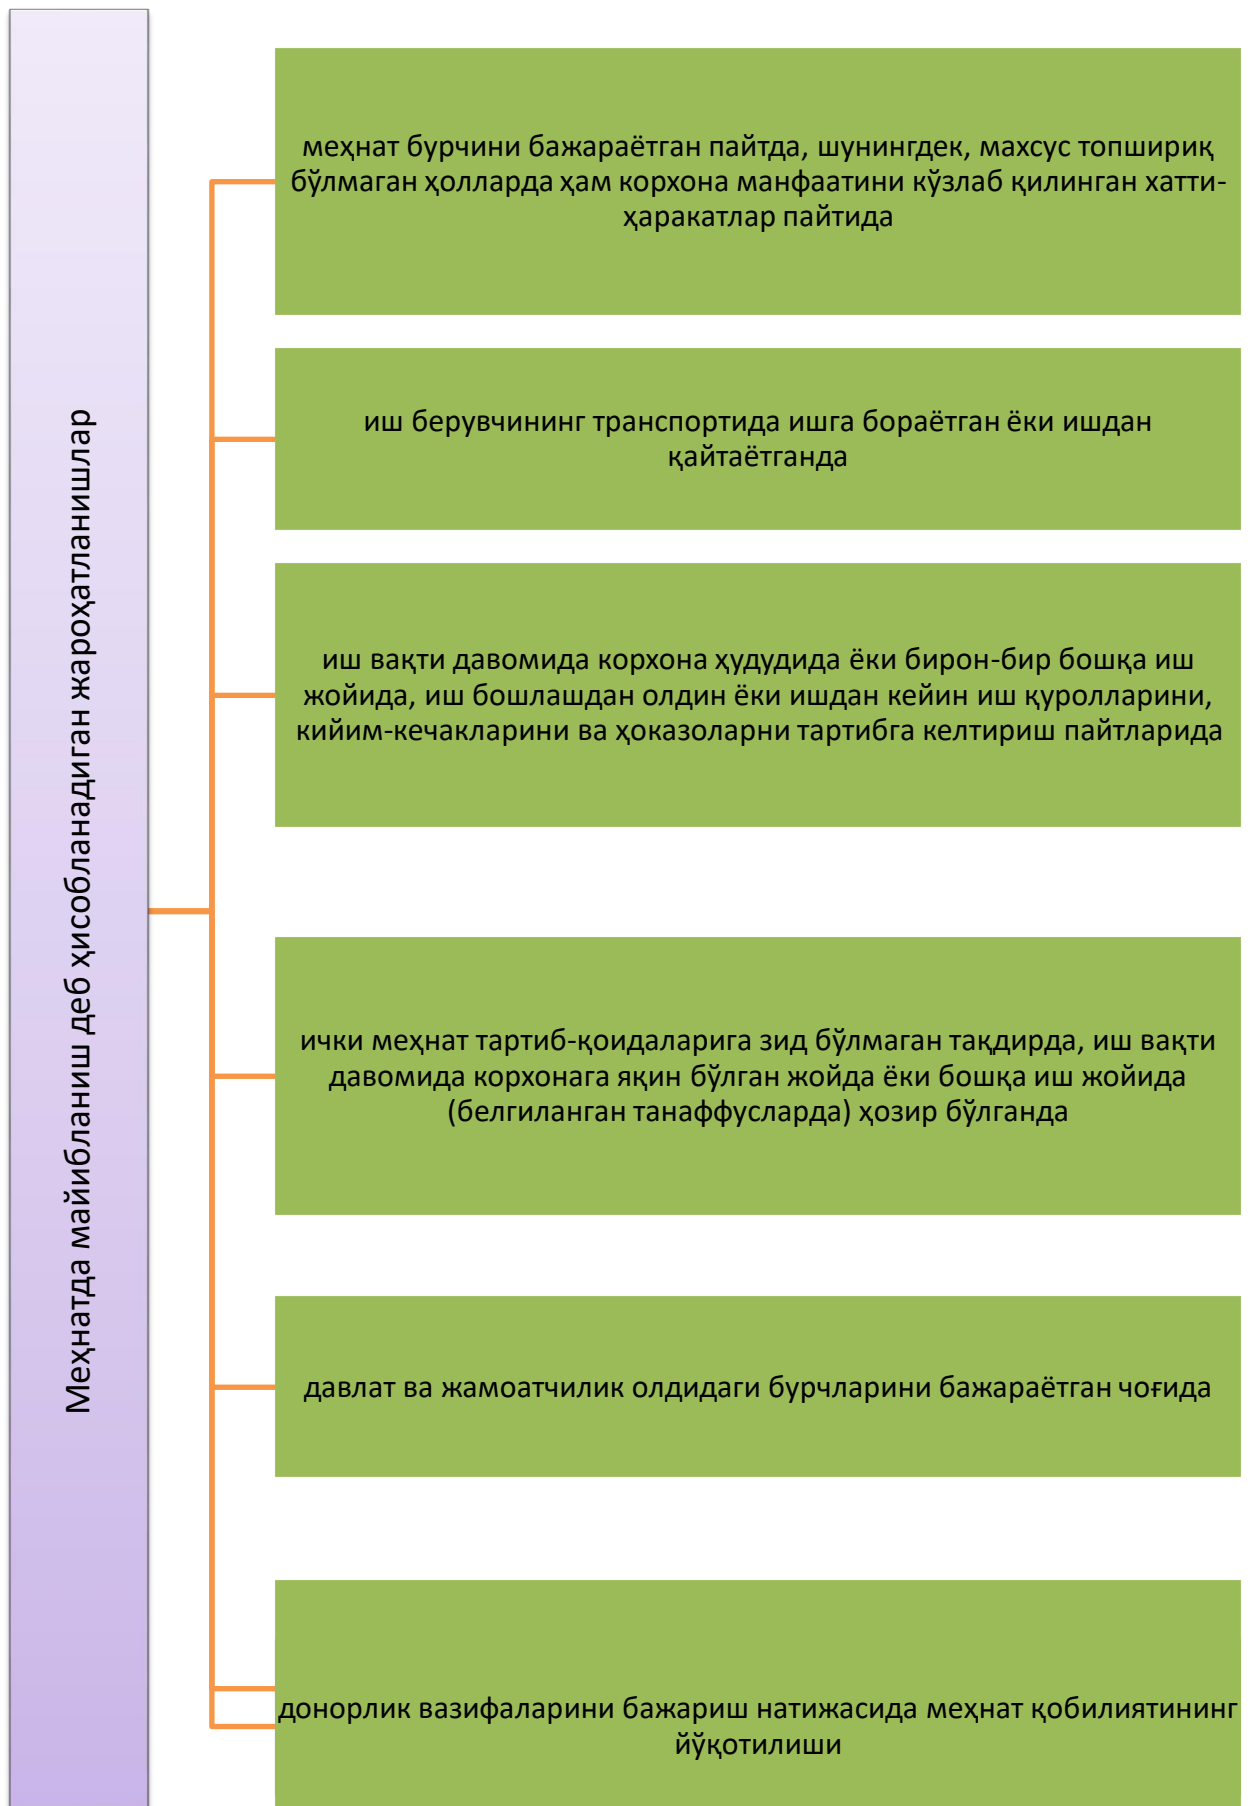 Меҳнатда майибланиш деб ҳисобланадиган жароҳатланишлар
меҳнат бурчини бажараётган пайтда, шунингдек, махсус топшириқ
бўлмаган ҳолларда ҳам корхона манфаатини кўзлаб қилинган хатти-
ҳаракатлар пайтида
иш берувчининг транспортида ишга бораётган ёки ишдан
қайтаётганда
иш вақти давомида корхона ҳудудида ёки бирон-бир бошқа иш
жойида, иш бошлашдан олдин ёки ишдан кейин иш қуролларини,
кийим-кечакларини ва ҳоказоларни тартибга келтириш пайтларида
ички меҳнат тартиб-қоидаларига зид бўлмаган тақдирда, иш вақти
давомида корхонага яқин бўлган жойда ёки бошқа иш жойида
(белгиланган танаффусларда) ҳозир бўлганда
давлат ва жамоатчилик олдидаги бурчларини бажараётган чоғида
донорлик вазифаларини бажариш натижасида меҳнат қобилиятининг
йўқотилиши